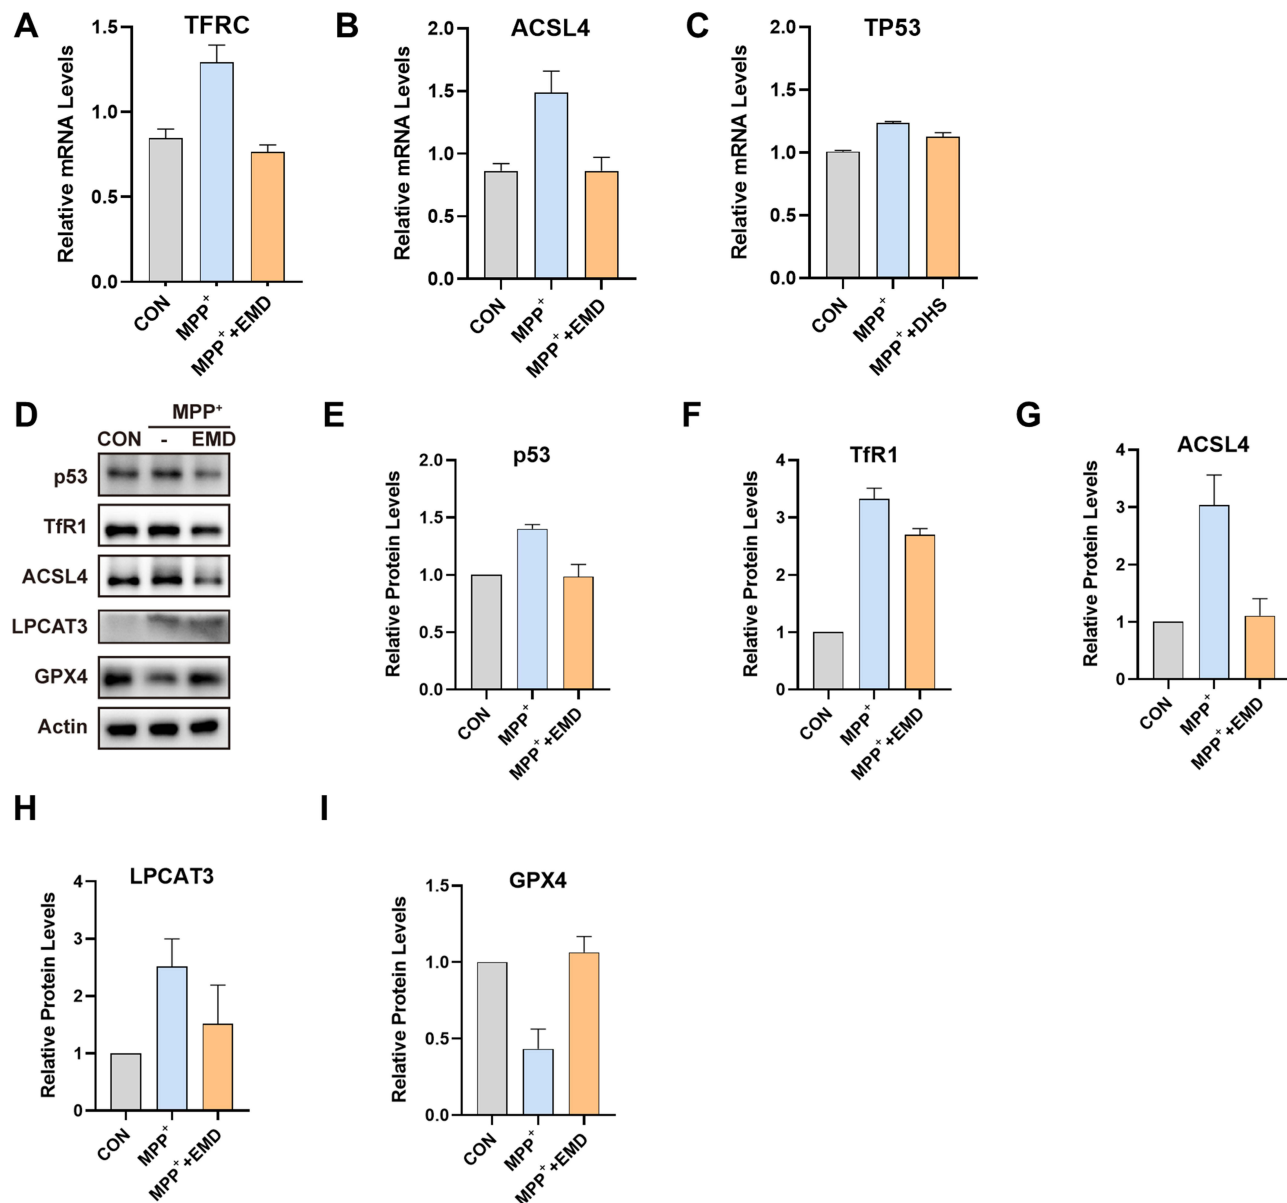 A
TFRC
Relative mRNA Levels
1.5
1.0
0.5
0.0
CON
MPP+
MPP++EMD
B
ACSL4
Relative mRNA Levels
2.0
1.5
1.0
0.5
0.0
CON
MPP+
MPP++EMD
C
TP53
Relative mRNA Levels
2.0
1.5
1.0
0.5
0.0
CON
MPP+
MPP++DHS
D
MPP+
CON - EMD
p53
TfR1
ACSL4
LPCAT3
GPX4
Actin
E
p53
Relative Protein Levels
2.0
1.5
1.0
0.5
0.0
CON
MPP+
MPP++EMD
F
TfR1
Relative Protein Levels
4
3
2
1
0
CON
MPP+
MPP++EMD
G
ACSL4
Relative Protein Levels
4
3
2
1
0
CON
MPP+
MPP++EMD
H
LPCAT3
Relative Protein Levels
4
3
2
1
0
CON
MPP+
MPP++EMD
I
GPX4
Relative Protein Levels
1.5
1.0
0.5
0.0
CON
MPP+
MPP++EMD